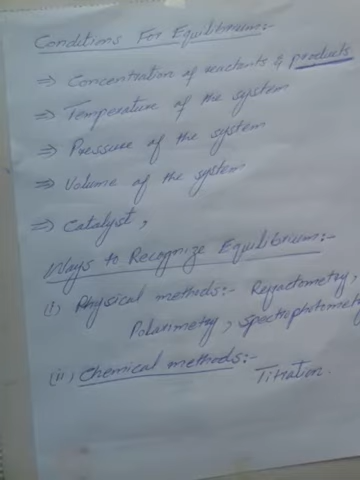 Conditions For Equilibrium:-
⇒ Concentration of reactants & products
⇒ Temperature of the system
⇒ Pressure of the system
⇒ Volume of the system
⇒ Catalyst,
Ways to Recognize Equilibrium:-
(i) Physical methods:- Refractometry,
Polarimetry, Spectrophotometry
(ii) Chemical methods:-
Titration.